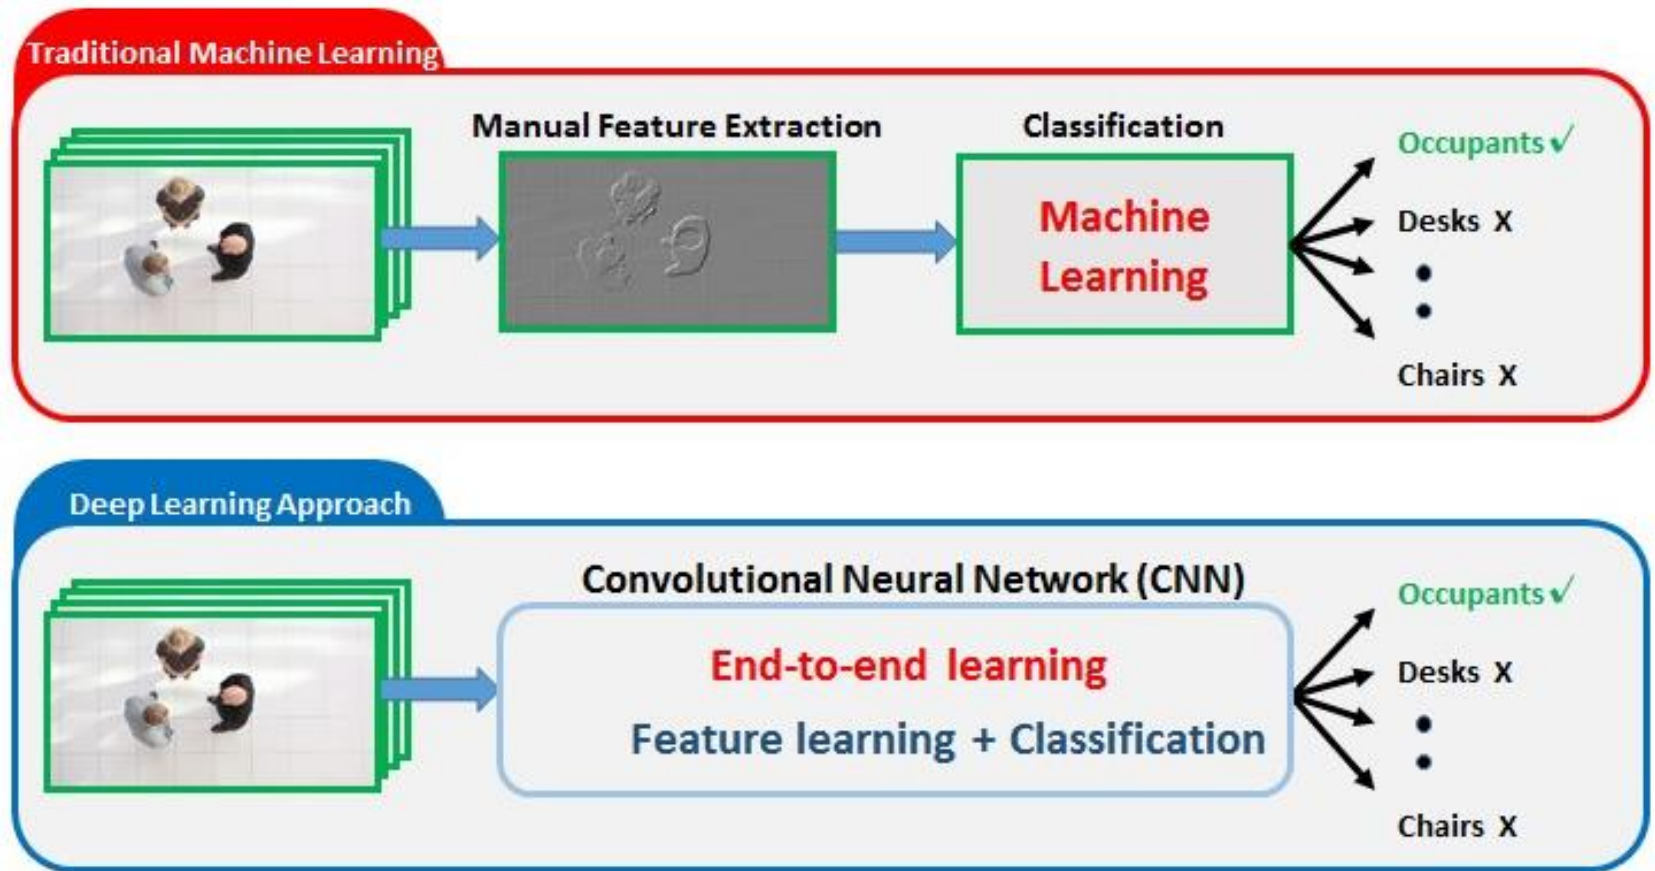 Traditional Machine Learning
Manual Feature Extraction
Classification
Machine
Learning
Occupants ✓
Desks X
Chairs X
Deep Learning Approach
Convolutional Neural Network (CNN)
End-to-end learning
Feature learning + Classification
Occupants ✓
Desks X
Chairs X